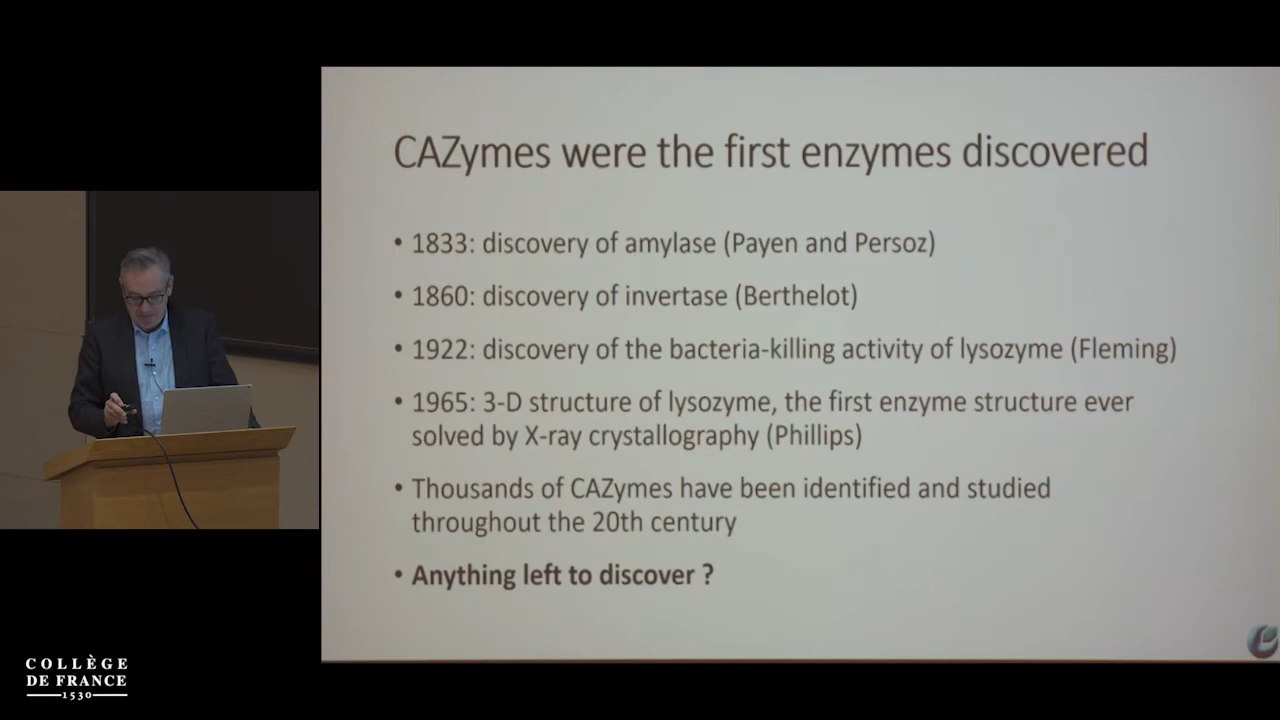 CAZymes were the first enzymes discovered
• 1833: discovery of amylase (Payen and Persoz)
• 1860: discovery of invertase (Berthelot)
• 1922: discovery of the bacteria-killing activity of lysozyme (Fleming)
• 1965: 3-D structure of lysozyme, the first enzyme structure ever
solved by X-ray crystallography (Phillips)
• Thousands of CAZymes have been identified and studied
throughout the 20th century
• Anything left to discover ?
COLLÈGE
DE FRANCE
1530